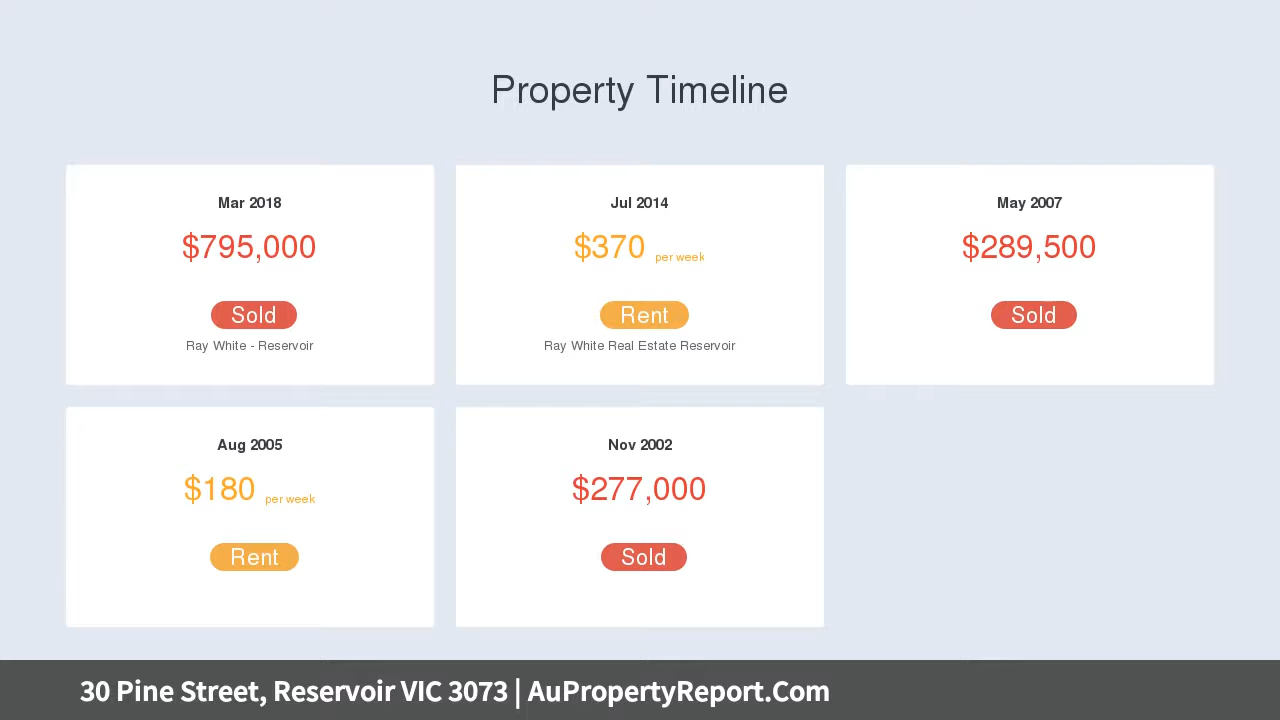 Property Timeline
Mar 2018
$795,000
Sold
Ray White - Reservoir
Jul 2014
$370 per week
Rent
Ray White Real Estate Reservoir
May 2007
$289,500
Sold
Aug 2005
$180 per week
Rent
Nov 2002
$277,000
Sold
30 Pine Street, Reservoir VIC 3073 | AuPropertyReport.Com